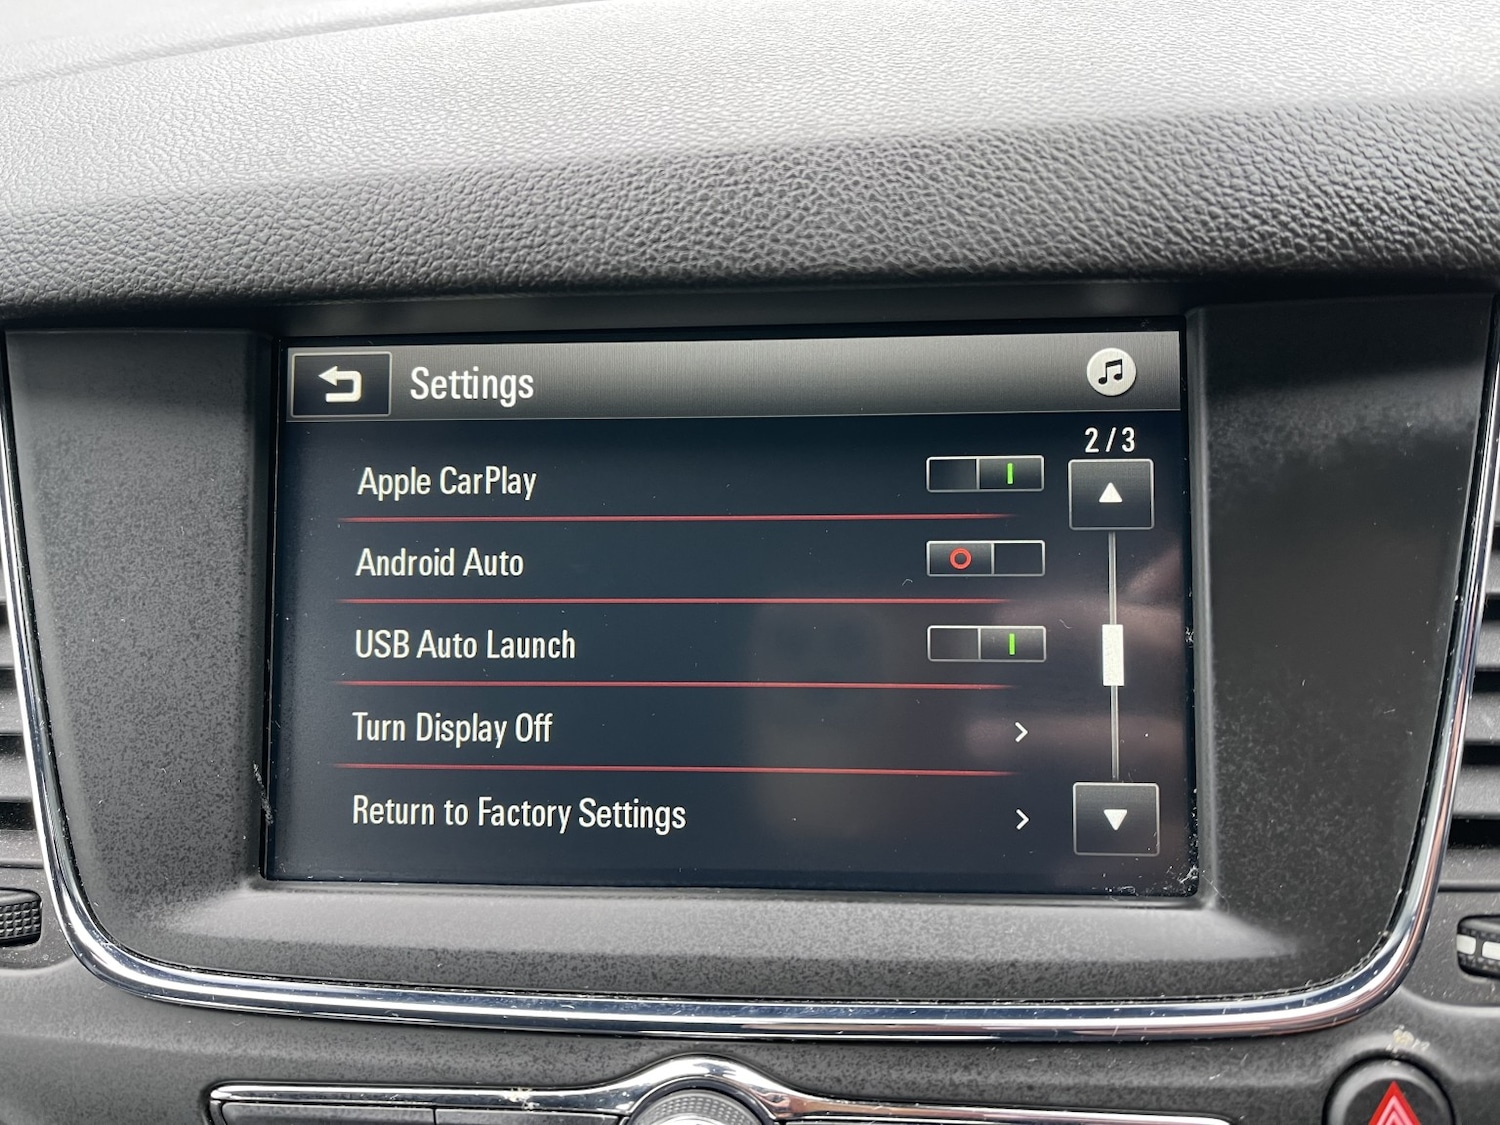 Settings
2/3
Apple CarPlay
Android Auto
USB Auto Launch
Turn Display Off
Return to Factory Settings